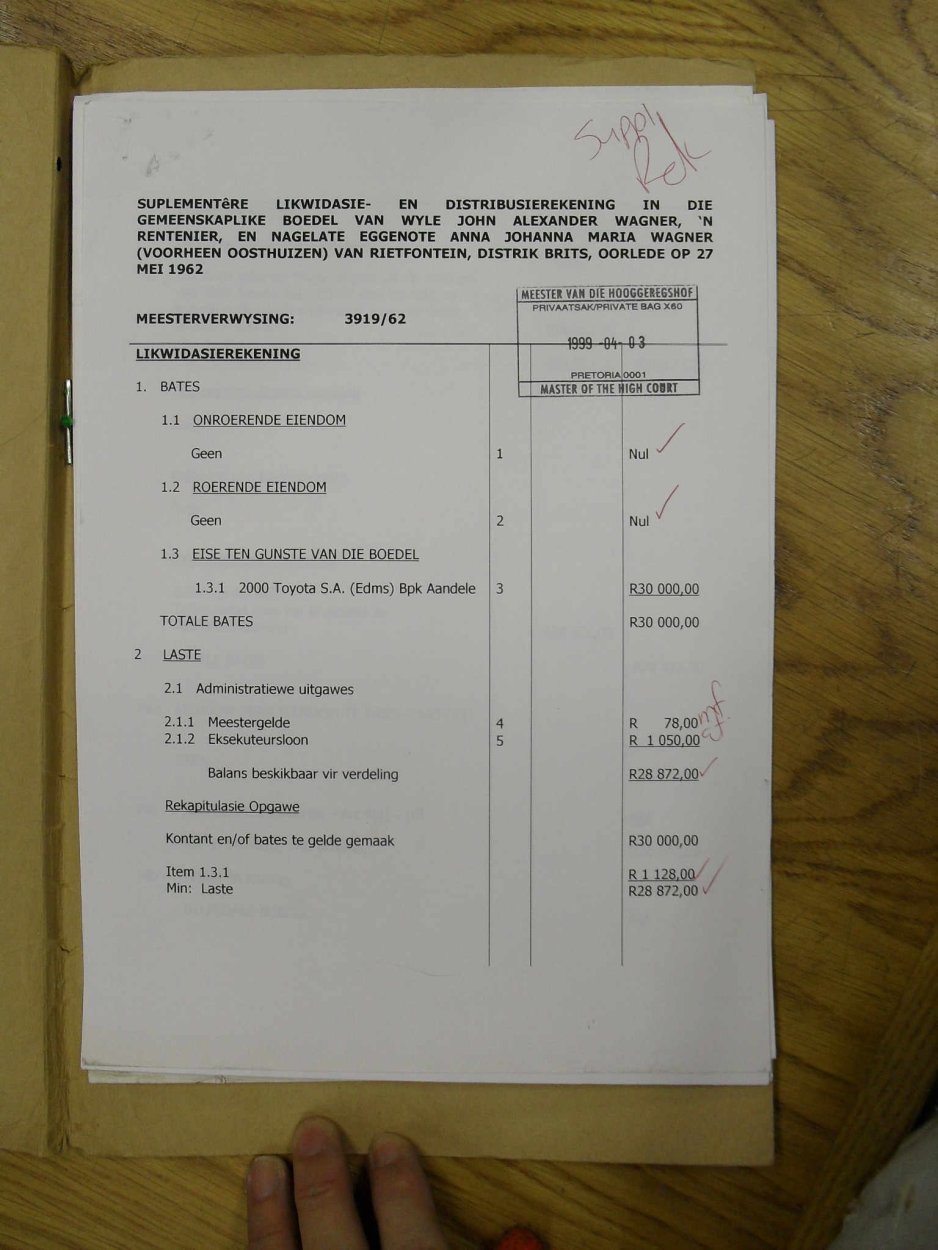 Suppl
Rek
SUPLEMENTêRE LIKWIDASIE- EN DISTRIBUSIEREKENING IN DIE
GEMEENSKAPLIKE BOEDEL VAN WYLE JOHN ALEXANDER WAGNER, 'N
RENTENIER, EN NAGELATE EGGENOTE ANNA JOHANNA MARIA WAGNER
(VOORHEEN OOSTHUIZEN) VAN RIETFONTEIN, DISTRIK BRITS, OORLEDE OP 27
MEI 1962
MEESTER VAN DIE HOOGGEREGSHOF
PRIVAATSAK/PRIVATE BAG X60
1999 -04- 03
PRETORIA 0001
MASTER OF THE HIGH COURT
MEESTERVERWYSING: 3919/62
LIKWIDASIEREKENING
1. BATES
1.1 ONROERENDE EIENDOM
Geen 1 Nul
1.2 ROERENDE EIENDOM
Geen 2 Nul
1.3 EISE TEN GUNSTE VAN DIE BOEDEL
1.3.1 2000 Toyota S.A. (Edms) Bpk Aandele 3 R30 000,00
TOTALE BATES R30 000,00
2 LASTE
2.1 Administratiewe uitgawes
2.1.1 Meestergelde 4 R 78,00
2.1.2 Eksekuteursloon 5 R 1 050,00
Balans beskikbaar vir verdeling R28 872,00
Rekapitulasie Opgawe
Kontant en/of bates te gelde gemaak R30 000,00
Item 1.3.1 R 1 128,00
Min: Laste R28 872,00